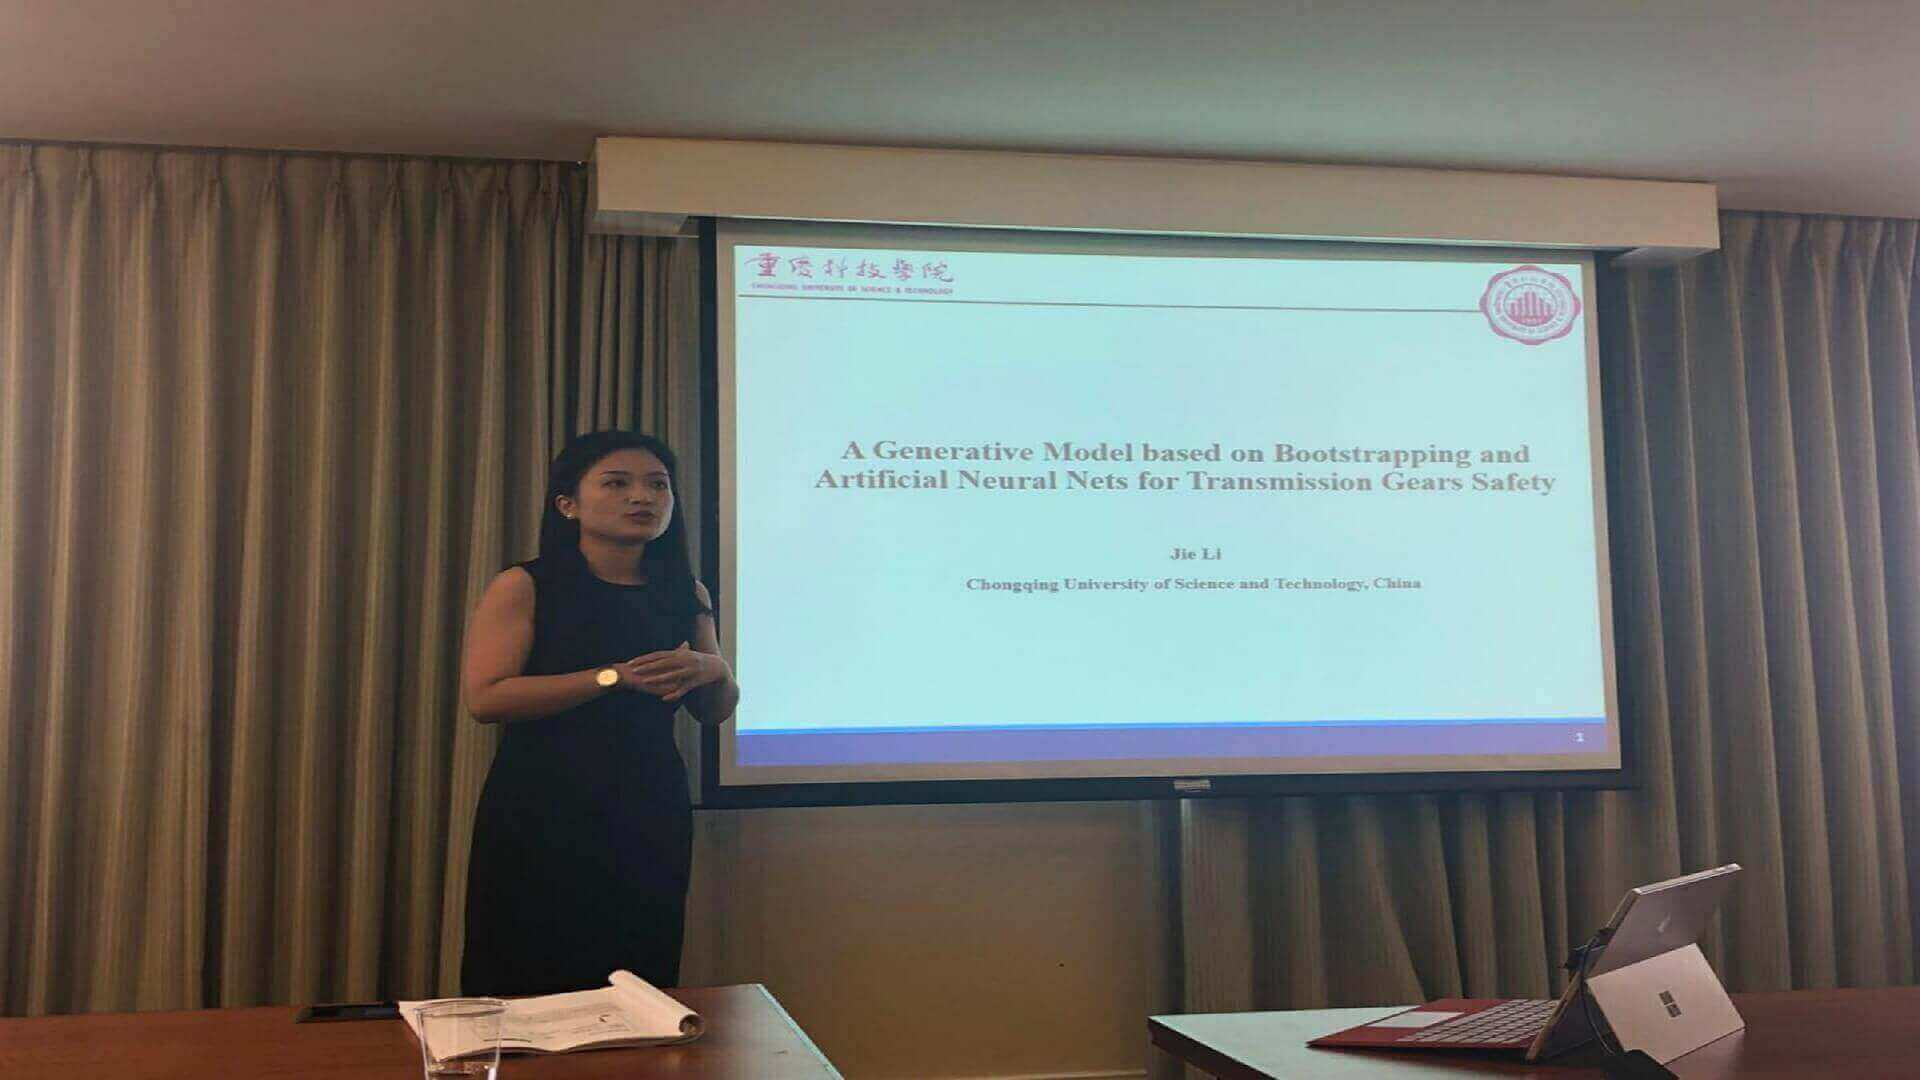 重庆科技學院
CHONGQING UNIVERSITY OF SCIENCE & TECHNOLOGY
A Generative Model based on Bootstrapping and
Artificial Neural Nets for Transmission Gears Safety
Jie Li
Chongqing University of Science and Technology, China
1